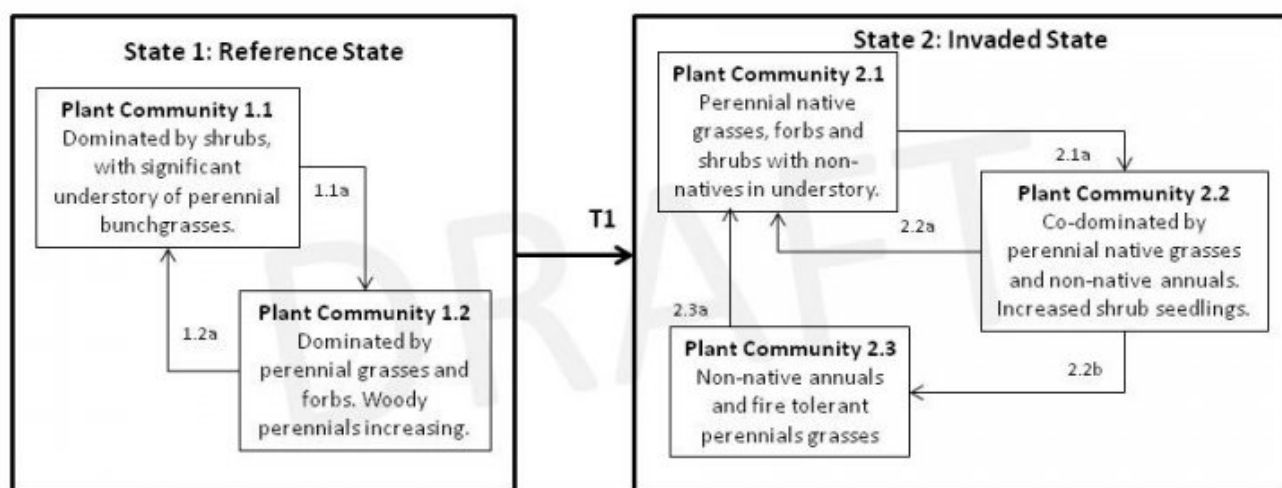 State 1: Reference State
Plant Community 1.1
Dominated by shrubs,
with significant
understory of perennial
bunchgrasses.
1.1a
1.2a
Plant Community 1.2
Dominated by
perennial grasses and
forbs. Woody
perennials increasing.
T1
State 2: Invaded State
Plant Community 2.1
Perennial native
grasses, forbs and
shrubs with non-
natives in understory.
2.1a
Plant Community 2.2
Co-dominated by
perennial native grasses
and non-native annuals.
Increased shrub seedlings.
2.2a
2.3a
Plant Community 2.3
Non-native annuals
and fire tolerant
perennials grasses
2.2b
DRAFT